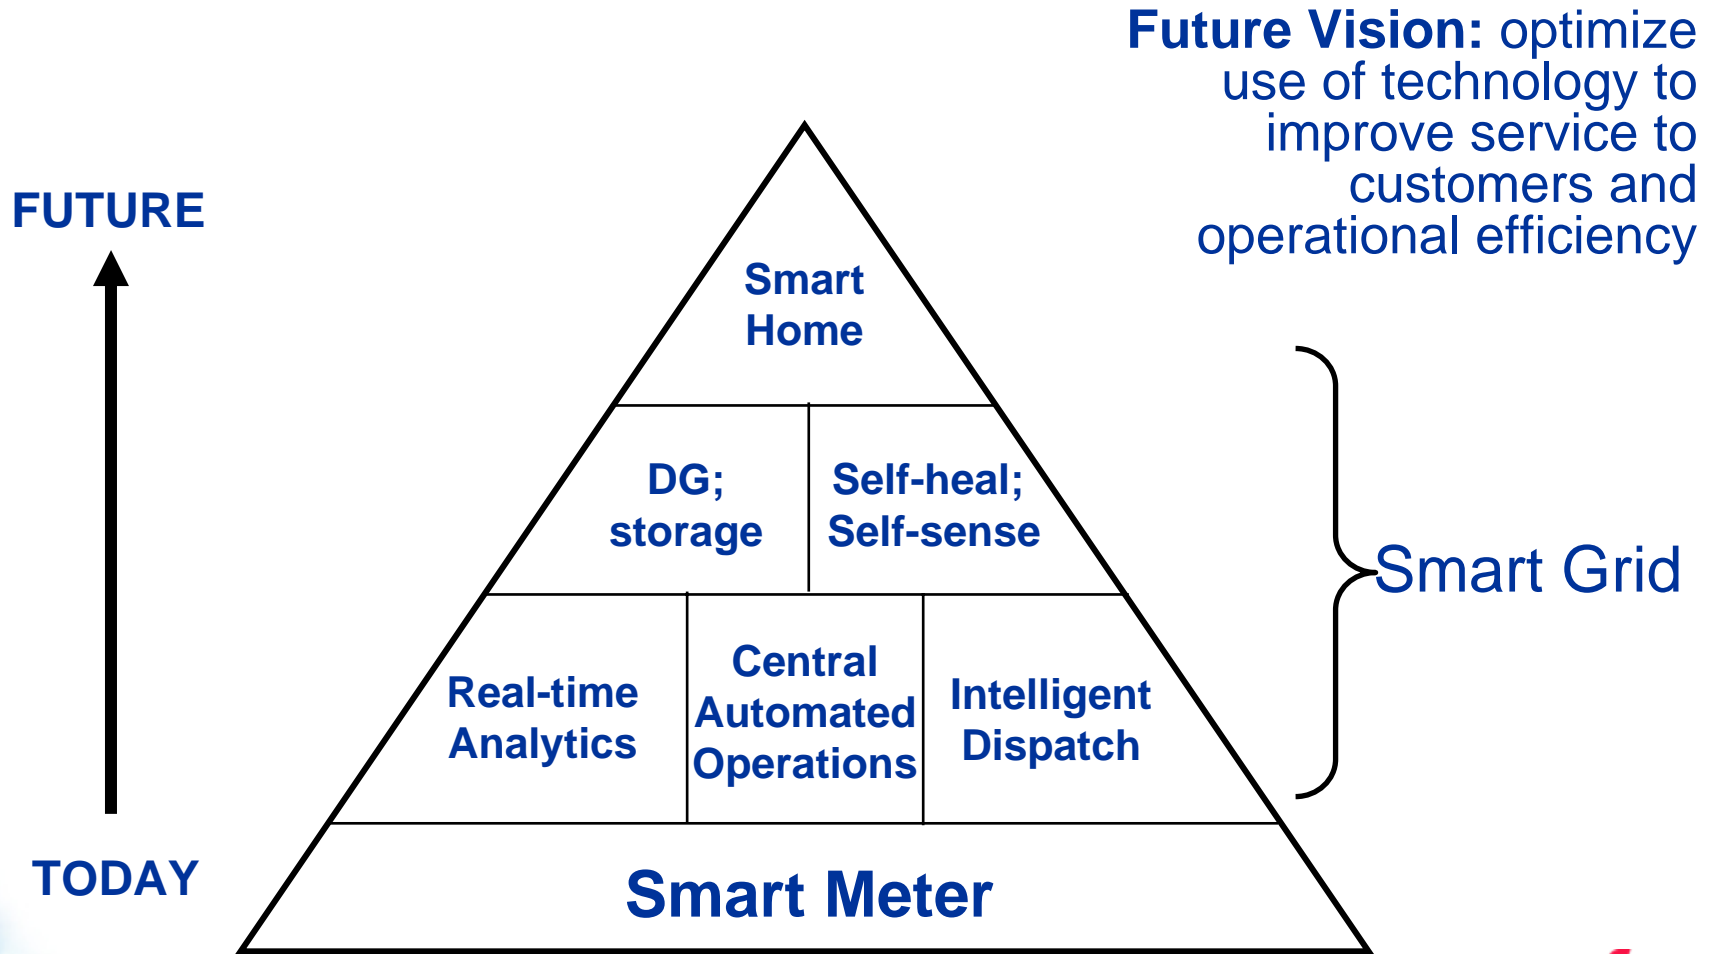 Future Vision: optimize
use of technology to
improve service to
customers and
operational efficiency
FUTURE
Smart
Home
DG;
storage
Self-heal;
Self-sense
Smart Grid
Real-time
Analytics
Central
Automated
Operations
Intelligent
Dispatch
TODAY
Smart Meter